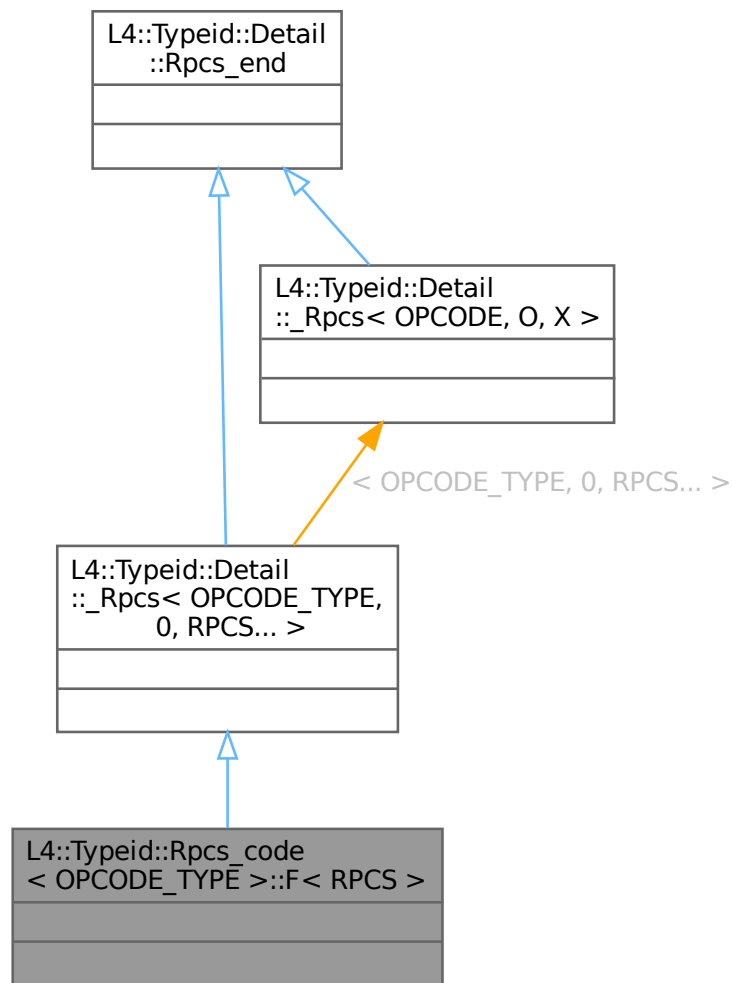 L4::Typeid::Detail
::Rpcs_end
L4::Typeid::Detail
::_Rpcs< OPCODE, O, X >
< OPCODE_TYPE, 0, RPCS... >
L4::Typeid::Detail
::_Rpcs< OPCODE_TYPE,
0, RPCS... >
L4::Typeid::Rpcs_code
< OPCODE_TYPE >::F< RPCS >